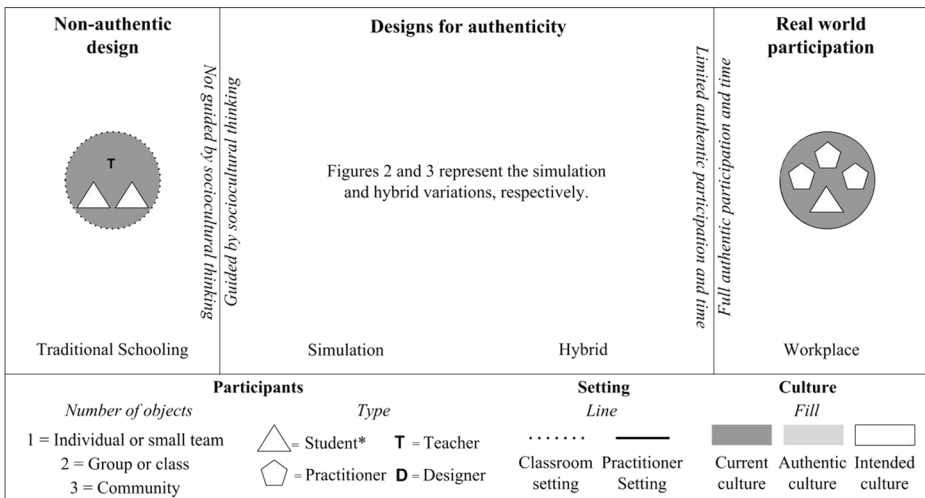 Non-authentic
design
Designs for authenticity
Real world
participation
Not guided by sociocultural thinking
Guided by sociocultural thinking
Limited authentic participation and time
Full authentic participation and time
T
Figures 2 and 3 represent the simulation
and hybrid variations, respectively.
Traditional Schooling
Simulation
Hybrid
Workplace
Participants
Setting
Culture
Number of objects
Type
Line
Fill
1 = Individual or small team
2 = Group or class
3 = Community
= Student*
T = Teacher
= Practitioner
D = Designer
Classroom
setting
Practitioner
Setting
Current
culture
Authentic
culture
Intended
culture